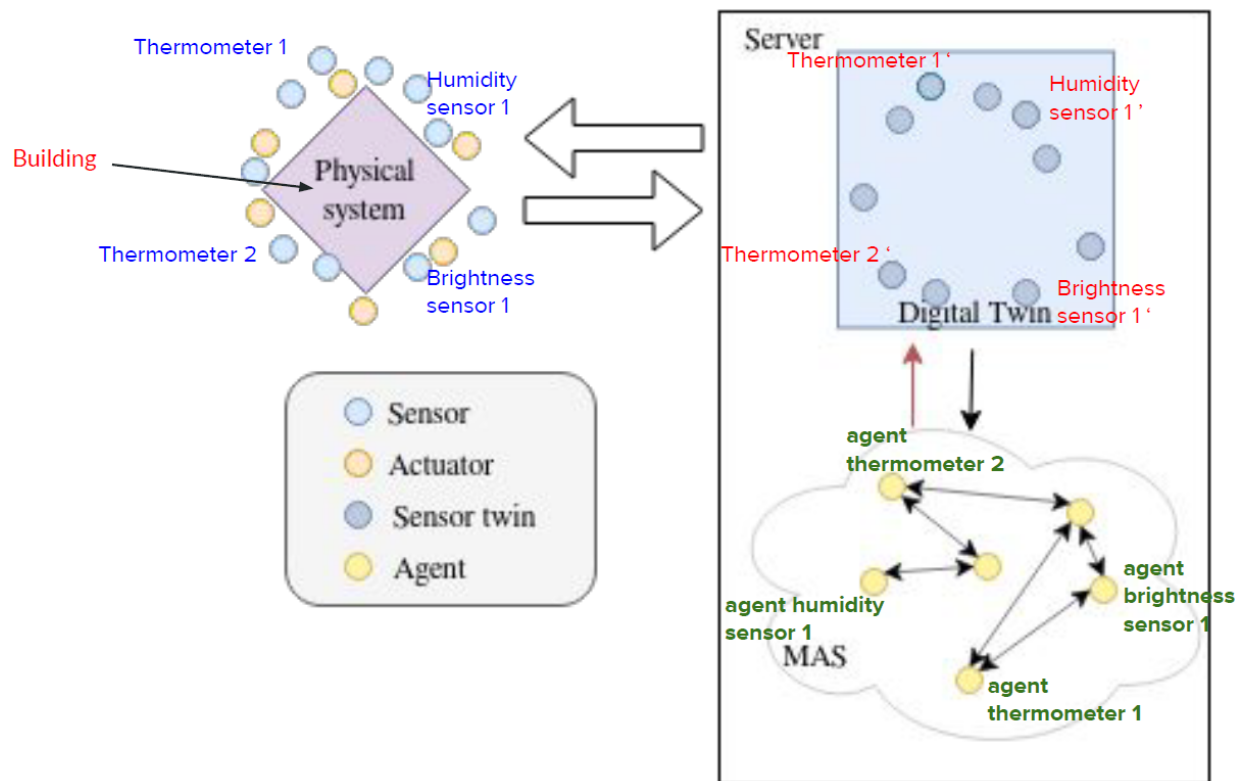 Thermometer 1
Humidity
sensor 1
Building
Physical
system
Thermometer 2
Brightness
sensor 1
Sensor
Actuator
Sensor twin
Agent
Server
Thermometer 1 ‘
Humidity
sensor 1 ’
Thermometer 2 ‘
Brightness
sensor 1 ‘
Digital Twin
agent
thermometer 2
agent humidity
sensor 1
agent
brightness
sensor 1
MAS
agent
thermometer 1